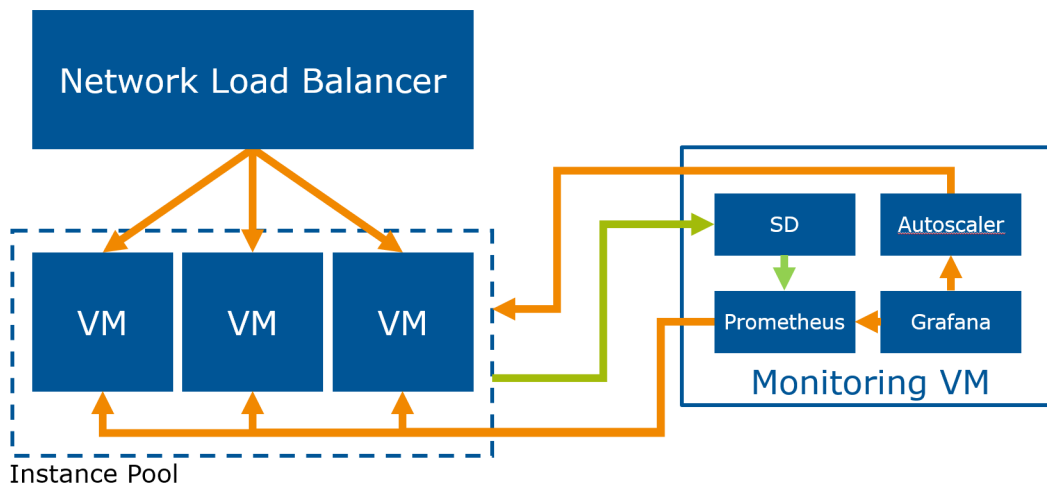 Network Load Balancer
VM
VM
VM
Instance Pool
SD
Autoscaler
Prometheus
Grafana
Monitoring VM